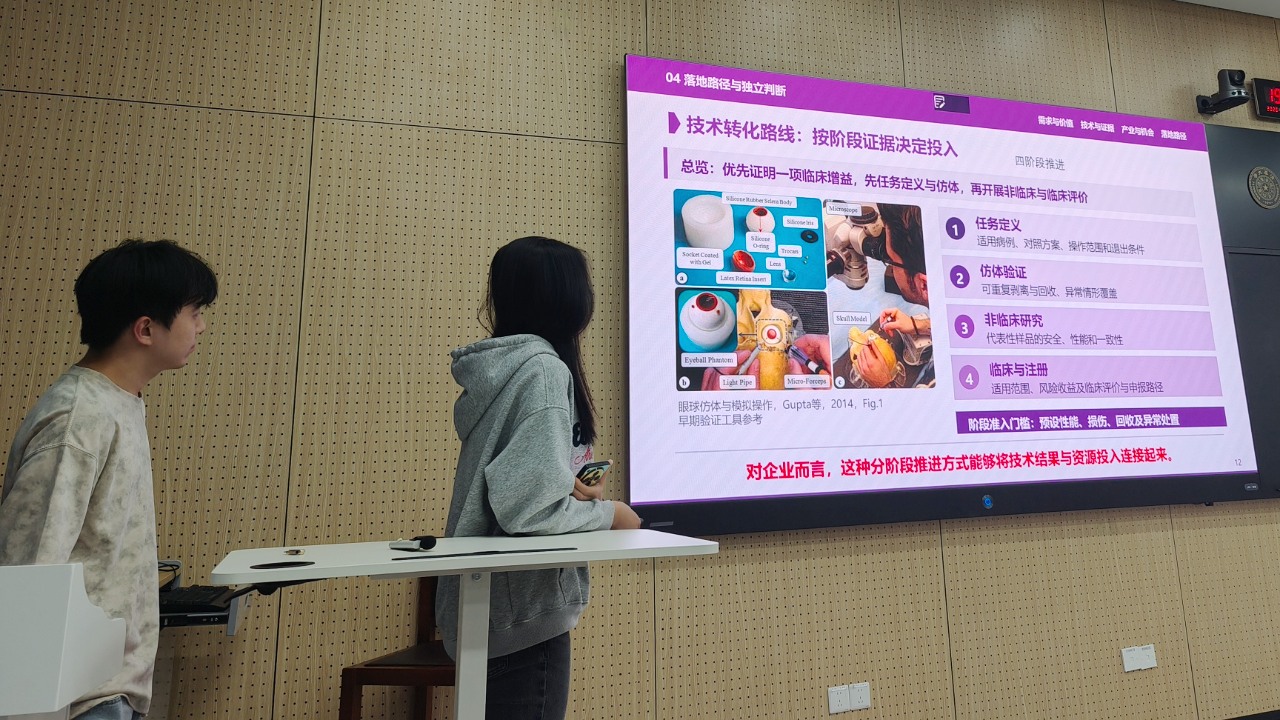 04 落地路径与独立判断
需求与价值 技术与证据 产业与机会 落地路径
技术转化路线：按阶段证据决定投入
四阶段推进
总览：优先证明一项临床增益，先任务定义与仿体，再开展非临床与临床评价
Silicone Rubber Sclera Body
Silicone Iris
Silicone O-ring
Trocars
Socket Coated with Gel
Lens
Latex Retina Insert
a
Microscope
Eyeball Phantom
Light Pipe
Micro-Forceps
b
Skull Model
c
眼球仿体与模拟操作，Gupta等，2014，Fig.1
早期验证工具参考
1 任务定义
适用病例、对照方案、操作范围和退出条件
2 仿体验证
可重复剥离与回收、异常情形覆盖
3 非临床研究
代表性样品的安全、性能和一致性
4 临床与注册
适用范围、风险收益及临床评价与申报路径
阶段准入门槛：预设性能、损伤、回收及异常处置
对企业而言，这种分阶段推进方式能够将技术结果与资源投入连接起来。
12